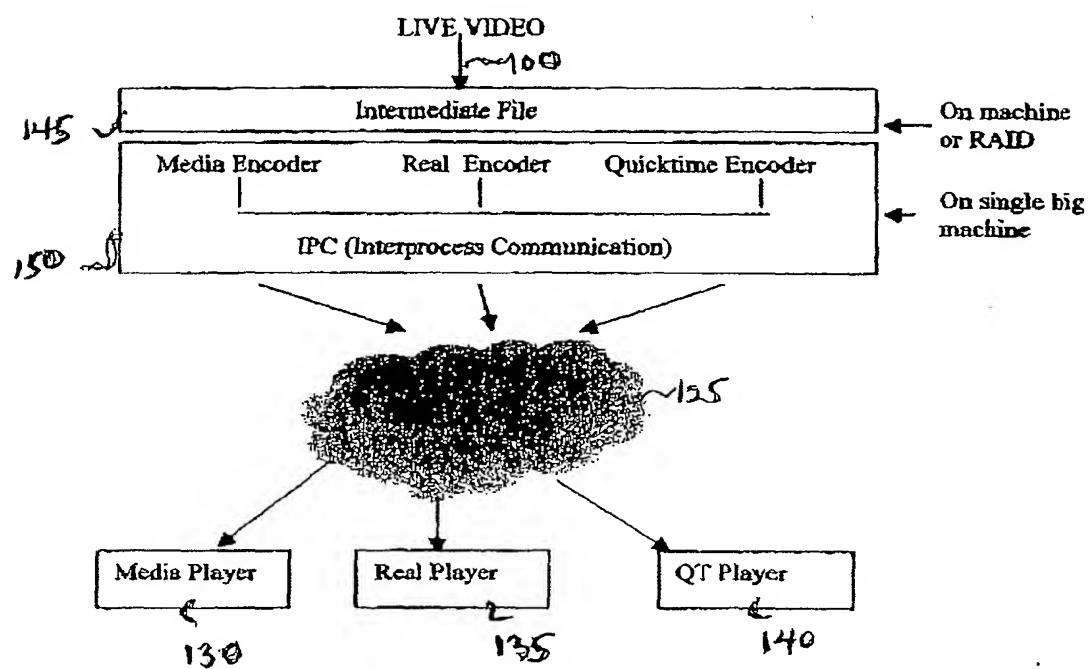 LIVE VIDEO
100
Intermediate File
145
On machine
or RAID
Media Encoder Real Encoder Quicktime Encoder
On single big
machine
IPC (Interprocess Communication)
150
125
Media Player Real Player QT Player
130 135 140